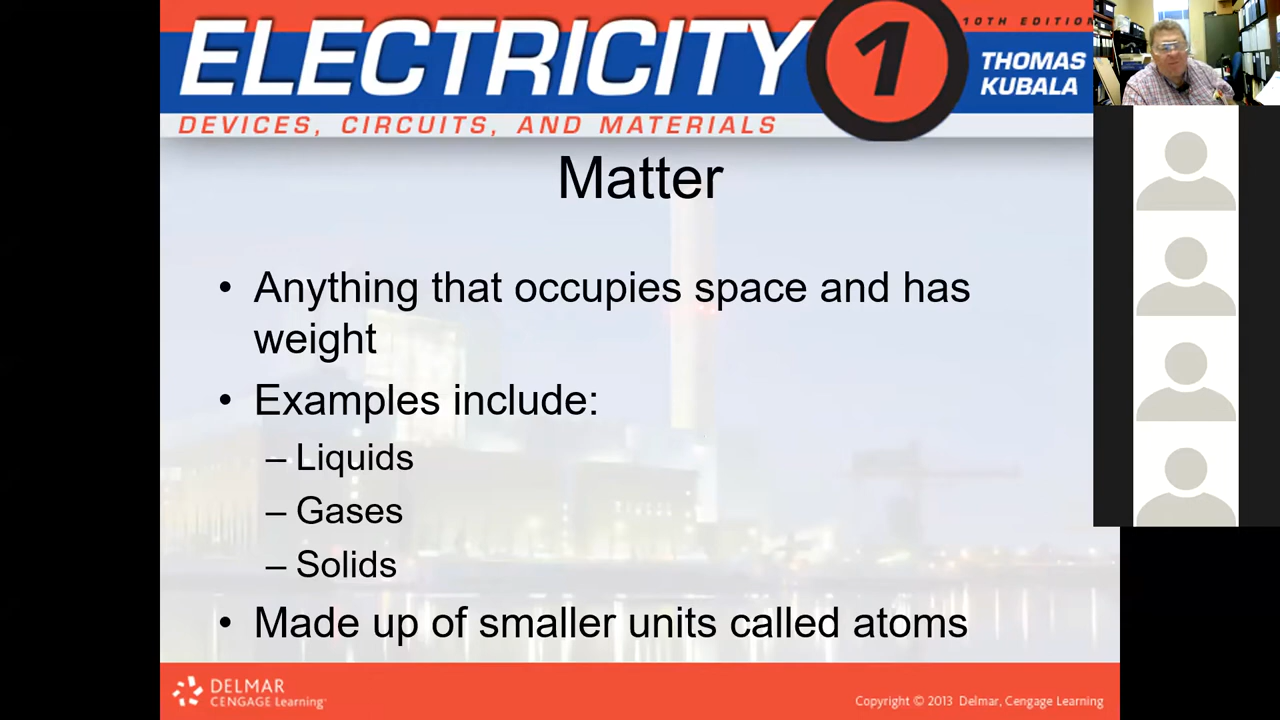 ELECTRICITY 1
10TH EDITION
THOMAS
KUBALA
DEVICES, CIRCUITS, AND MATERIALS
Matter
• Anything that occupies space and has
weight
• Examples include:
– Liquids
– Gases
– Solids
• Made up of smaller units called atoms
DELMAR
CENGAGE Learning
Copyright © 2013 Delmar, Cengage Learning